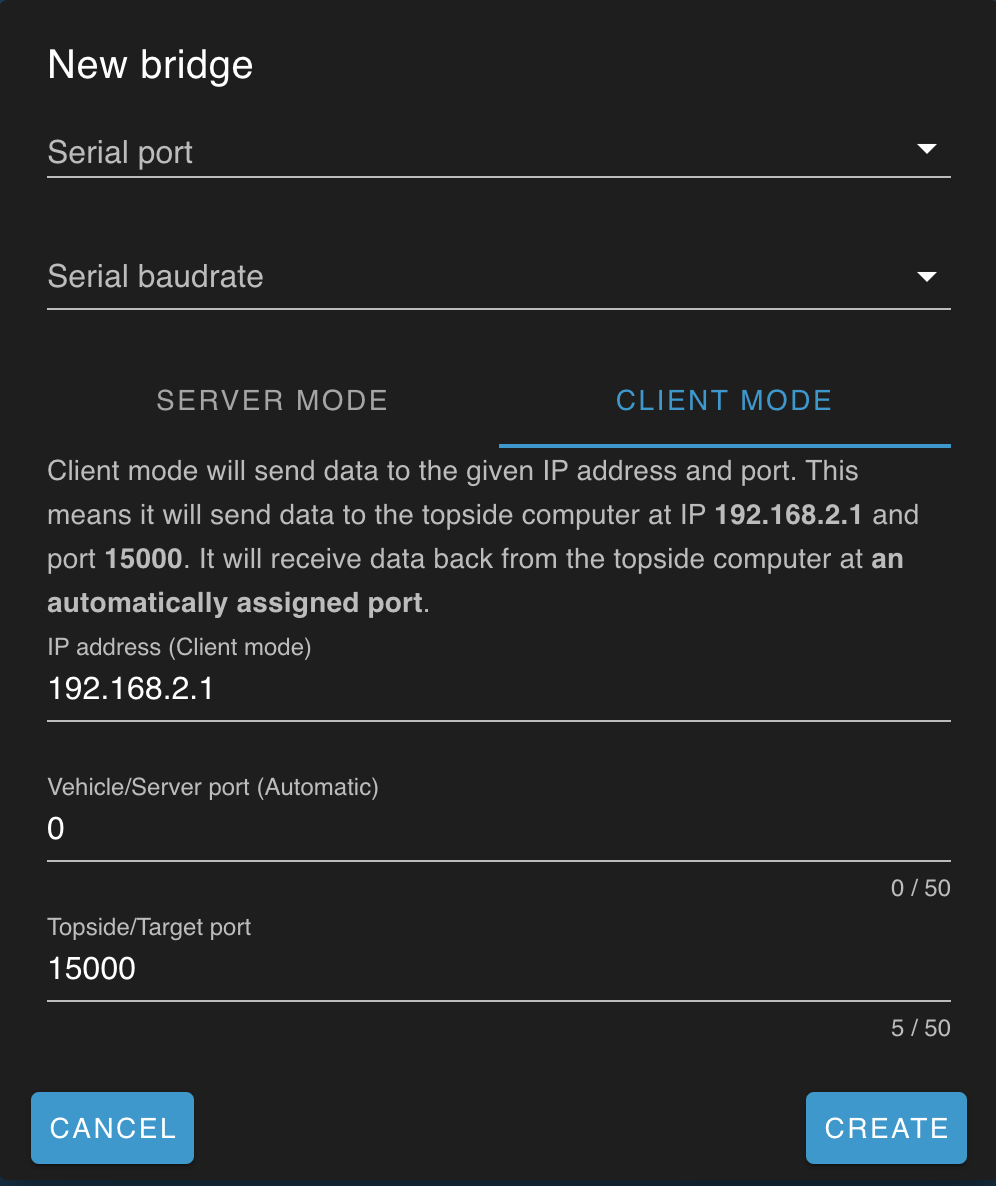 New bridge
Serial port
Serial baudrate
SERVER MODE
CLIENT MODE
Client mode will send data to the given IP address and port. This
means it will send data to the topside computer at IP 192.168.2.1 and
port 15000. It will receive data back from the topside computer at an
automatically assigned port.
IP address (Client mode)
192.168.2.1
Vehicle/Server port (Automatic)
0
0 / 50
Topside/Target port
15000
5 / 50
CANCEL
CREATE